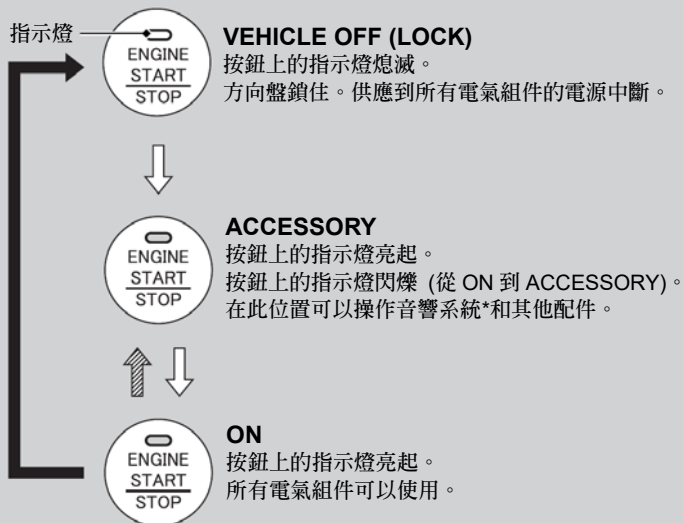 指示燈
ENGINE
START
STOP
VEHICLE OFF (LOCK)
按鈕上的指示燈熄滅。
方向盤鎖住。供應到所有電氣組件的電源中斷。
ENGINE
START
STOP
ACCESSORY
按鈕上的指示燈亮起。
按鈕上的指示燈閃爍 (從 ON 到 ACCESSORY)。
在此位置可以操作音響系統*和其他配件。
ENGINE
START
STOP
ON
按鈕上的指示燈亮起。
所有電氣組件可以使用。